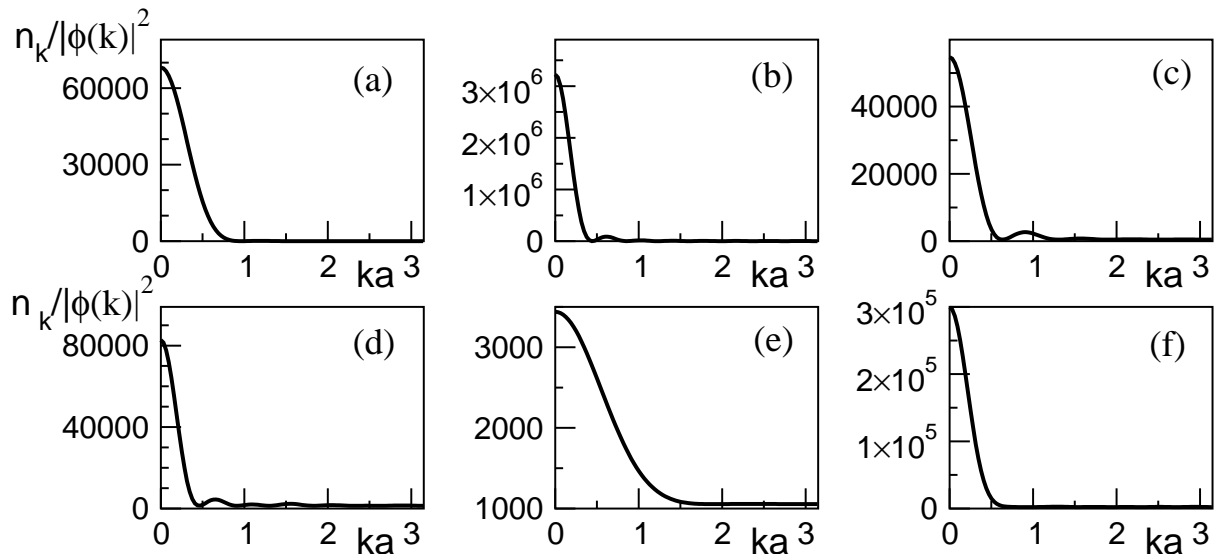 n_k/|ϕ(k)|^2
60000
30000
0
0 1 2 ka 3
(a)
3×10^6
2×10^6
1×10^6
0
0 1 2 ka 3
(b)
40000
20000
0
0 1 2 ka 3
(c)
n_k/|ϕ(k)|^2
80000
40000
0
0 1 2 ka 3
(d)
3000
2000
1000
0 1 2 ka 3
(e)
3×10^5
2×10^5
1×10^5
0
0 1 2 ka 3
(f)